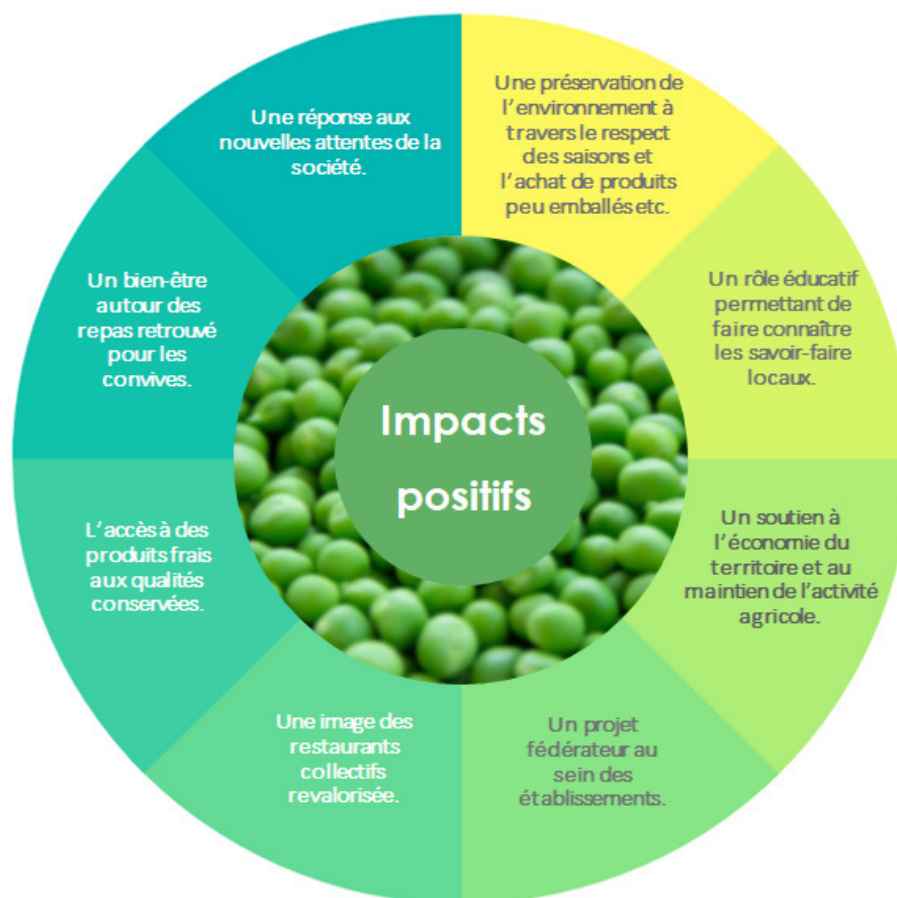 Impacts
positifs
Une préservation de
l'environnement à
travers le respect
des saisons et
l'achat de produits
peu emballés etc.
Un rôle éducatif
permettant de
faire connaître
les savoir-faire
locaux.
Un soutien à
l'économie du
territoire et au
maintien de l'activité
agricole.
Un projet
fédérateur au
sein des
établissements.
Une image des
restaurants
collectifs
revalorisée.
L'accès à des
produits frais
aux qualités
conservées.
Un bien-être
autour des
repas retrouvé
pour les
convives.
Une réponse aux
nouvelles attentes de la
société.